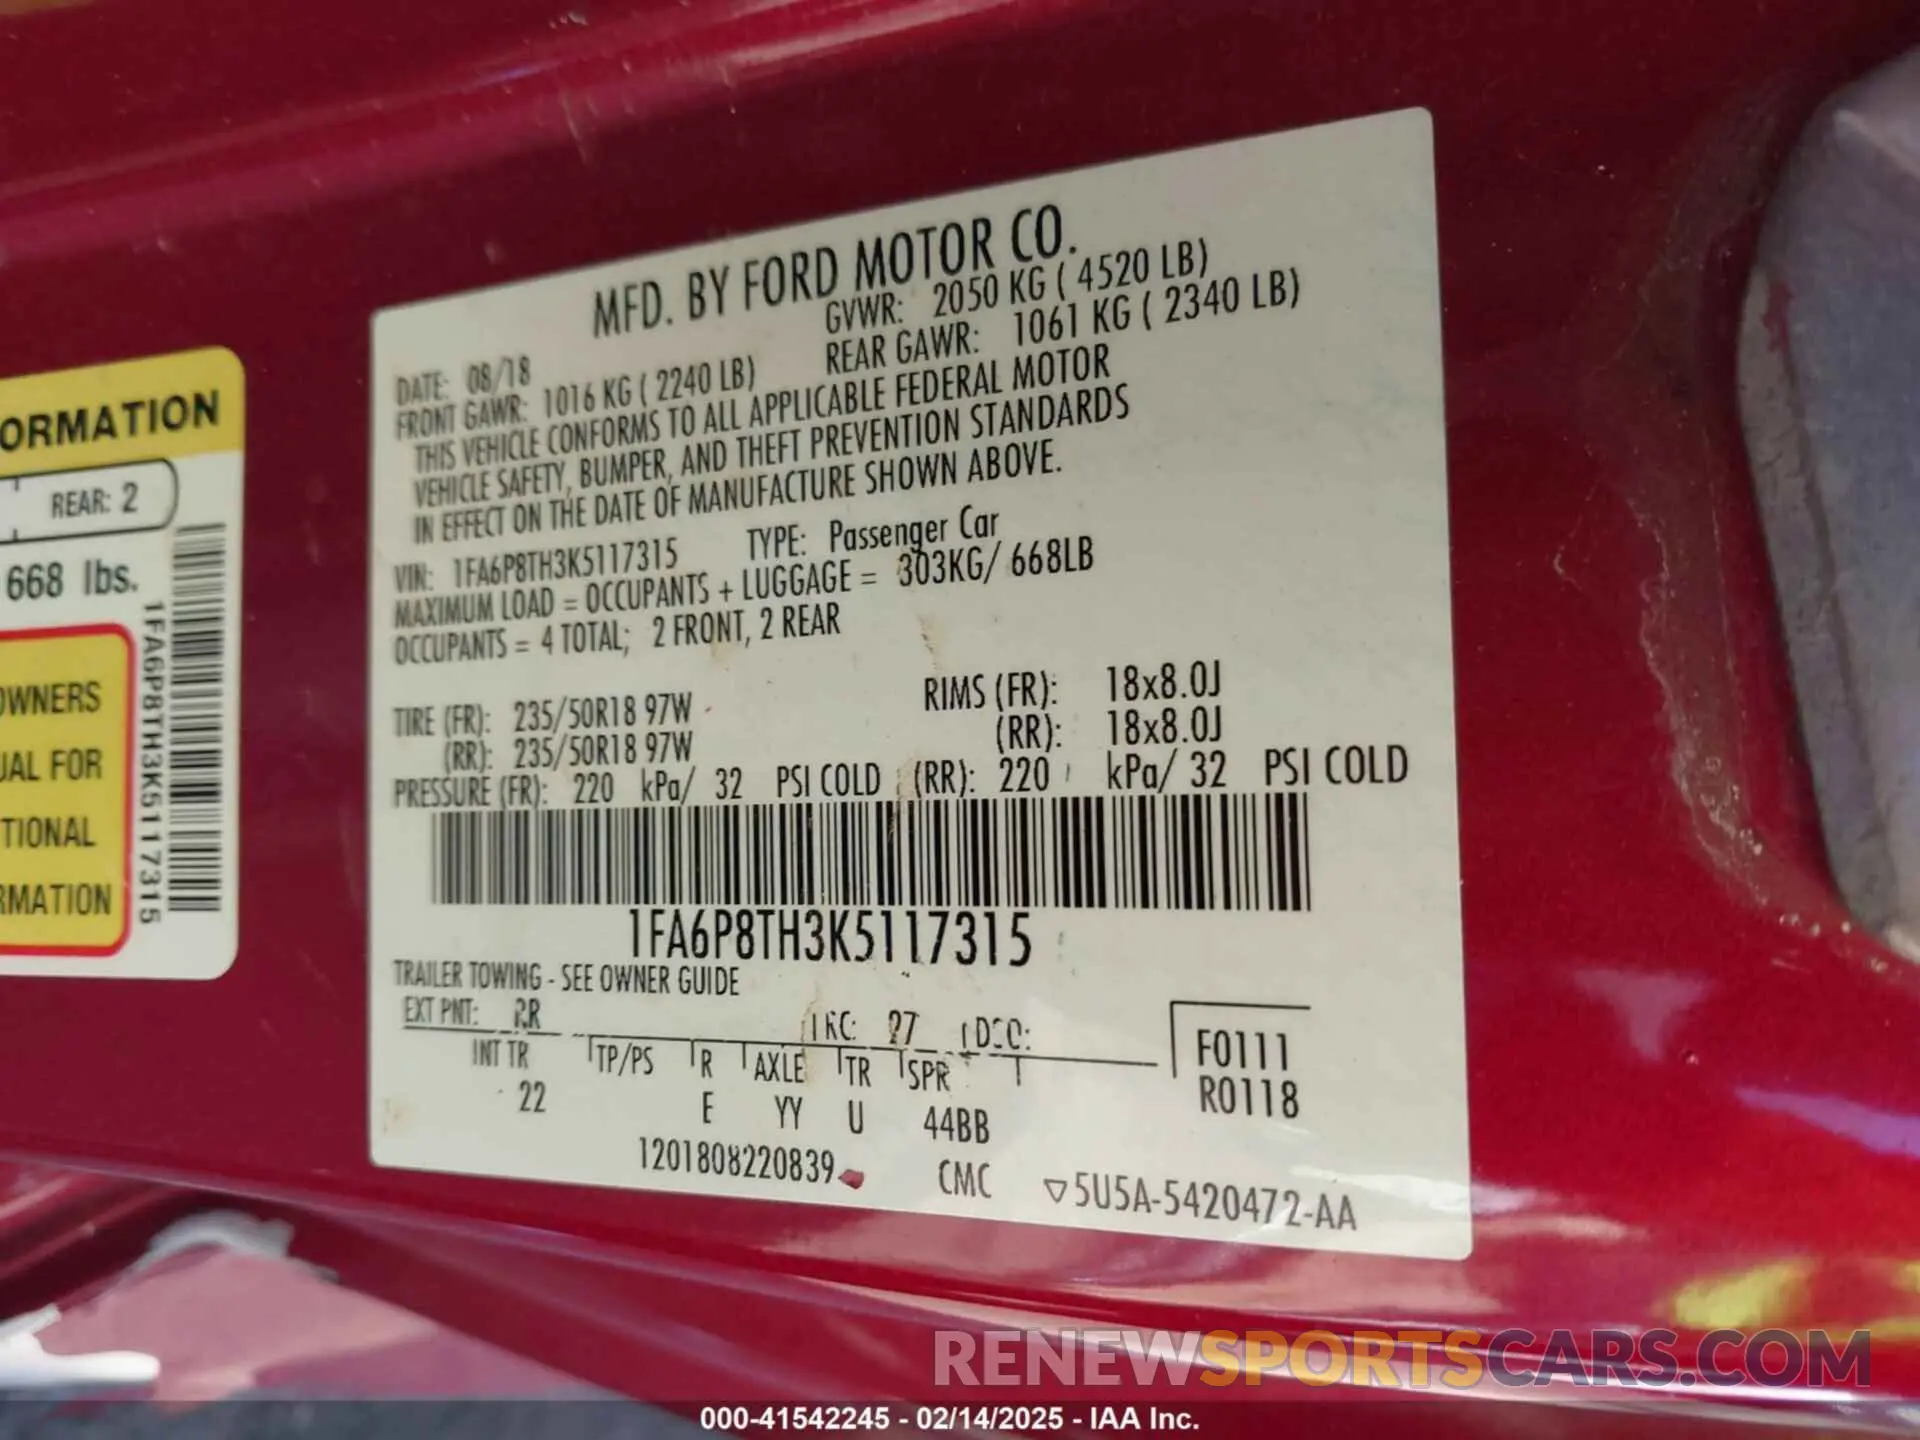 MFD. BY FORD MOTOR CO.
DATE: 08/18
GVWR: 2050 KG ( 4520 LB)
FRONT GAWR: 1016 KG ( 2240 LB)
REAR GAWR: 1061 KG ( 2340 LB)
THIS VEHICLE CONFORMS TO ALL APPLICABLE FEDERAL MOTOR
VEHICLE SAFETY, BUMPER, AND THEFT PREVENTION STANDARDS
IN EFFECT ON THE DATE OF MANUFACTURE SHOWN ABOVE.
VIN: 1FA6P8TH3K5117315 TYPE: Passenger Car
MAXIMUM LOAD = OCCUPANTS + LUGGAGE = 303KG/ 668LB
OCCUPANTS = 4 TOTAL; 2 FRONT, 2 REAR
TIRE (FR): 235/50R18 97W RIMS (FR): 18x8.0J
(RR): 235/50R18 97W (RR): 18x8.0J
PRESSURE (FR): 220 kPa/ 32 PSI COLD (RR): 220 kPa/ 32 PSI COLD
1FA6P8TH3K5117315
TRAILER TOWING - SEE OWNER GUIDE
EXT PNT: RR RC: 27 DSO:
INT TR TP/PS R AXLE TR SPR
22 E YY U 44BB
F0111
R0118
1201808220839 CMC ▽5U5A-5420472-AA
ORMATION
REAR: 2
668 lbs.
OWNERS
UAL FOR
TIONAL
RMATION
1FA6P8TH3K5117315
RENEWSPORTSCARS.COM
000-41542245 - 02/14/2025 - IAA Inc.